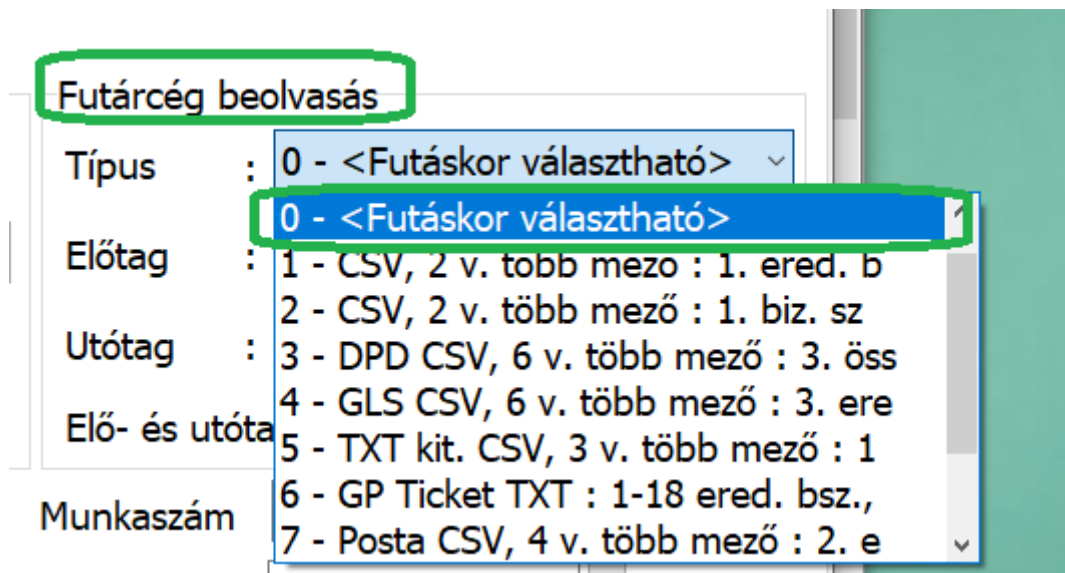 Futárcég beolvasás
Típus : 0 - <Futáskor választható>
0 - <Futáskor választható>
Előtag : 1 - CSV, 2 v. több mező : 1. ered. b
2 - CSV, 2 v. több mező : 1. biz. sz
Utótag : 3 - DPD CSV, 6 v. több mező : 3. öss
4 - GLS CSV, 6 v. több mező : 3. ere
Elő- és utóta
5 - TXT kit. CSV, 3 v. több mező : 1
6 - GP Ticket TXT : 1-18 ered. bsz.,
Munkaszám
7 - Posta CSV, 4 v. több mező : 2. e